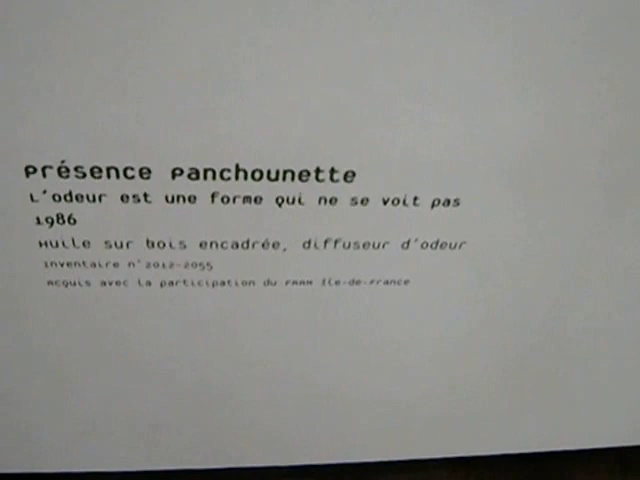 Présence Panchounette
L'odeur est une forme qui ne se voit pas
1986
Huile sur bois encadrée, diffuseur d'odeur
Inventaire n°2012-2055
Acquis avec la participation du FRAM Île-de-France